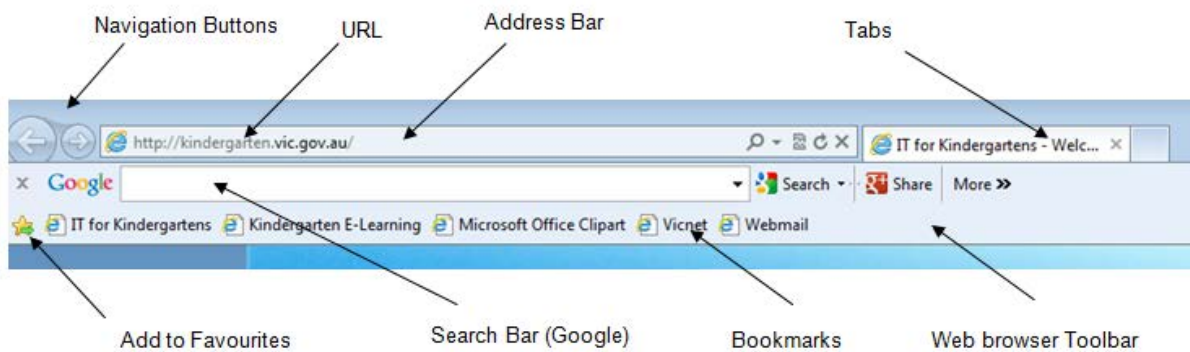 Navigation Buttons URL Address Bar Tabs
http://kindergarten.vic.gov.au/ IT for Kindergartens - Welc...
Google Search Share More »
IT for Kindergartens Kindergarten E-Learning Microsoft Office Clipart Vicnet Webmail
Add to Favourites Search Bar (Google) Bookmarks Web browser Toolbar